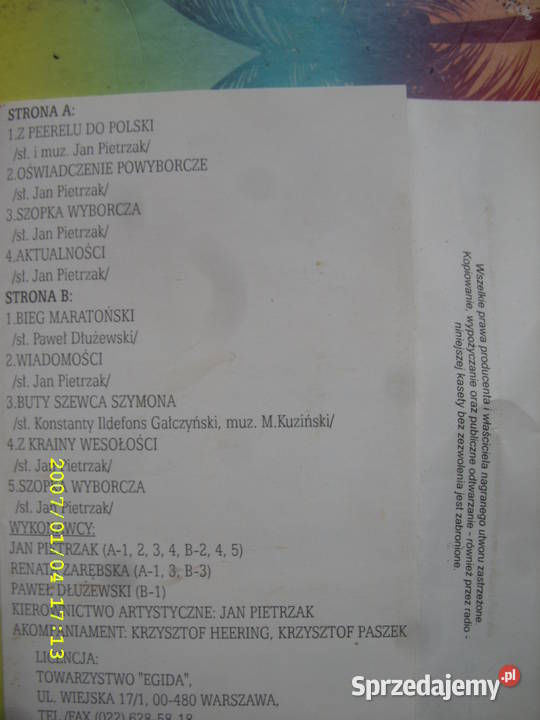 STRONA A:
1.Z PEERELU DO POLSKI
/sł. i muz. Jan Pietrzak/
2.OŚWIADCZENIE POWYBORCZE
/sł. Jan Pietrzak/
3.SZOPKA WYBORCZA
/sł. Jan Pietrzak/
4.AKTUALNOŚCI
/sł. Jan Pietrzak/
STRONA B:
1.BIEG MARATOŃSKI
/sł. Paweł Dłużewski/
2.WIADOMOŚCI
/sł. Jan Pietrzak/
3.BUTY SZEWCA SZYMONA
/sł. Konstanty Ildefons Gałczyński, muz. M.Kuziński/
4.Z KRAINY WESOŁOŚCI
/sł. Jan Pietrzak/
5.SZOPKA WYBORCZA
/sł. Jan Pietrzak/
WYKONAWCY:
JAN PIETRZAK (A-1, 2, 3, 4, B-2, 4, 5)
RENATA ZARĘBSKA (A-1, 3, B-3)
PAWEŁ DŁUŻEWSKI (B-1)
KIEROWNICTWO ARTYSTYCZNE: JAN PIETRZAK
AKOMPANIAMENT: KRZYSZTOF HEERING, KRZYSZTOF PASZEK
LICENCJA:
TOWARZYSTWO "EGIDA",
UL. WIEJSKA 17/1, 00-480 WARSZAWA,
TEL./FAX (022) 628-58-18
Wszelkie prawa producenta i właściciela nagranego utworu zastrzeżone.
Kopiowanie, wypożyczanie oraz publiczne odtwarzanie - również przez radio -
niniejszej kasety bez zezwolenia jest zabronione.
2007/01/04 17:13
Sprzedajemy.pl